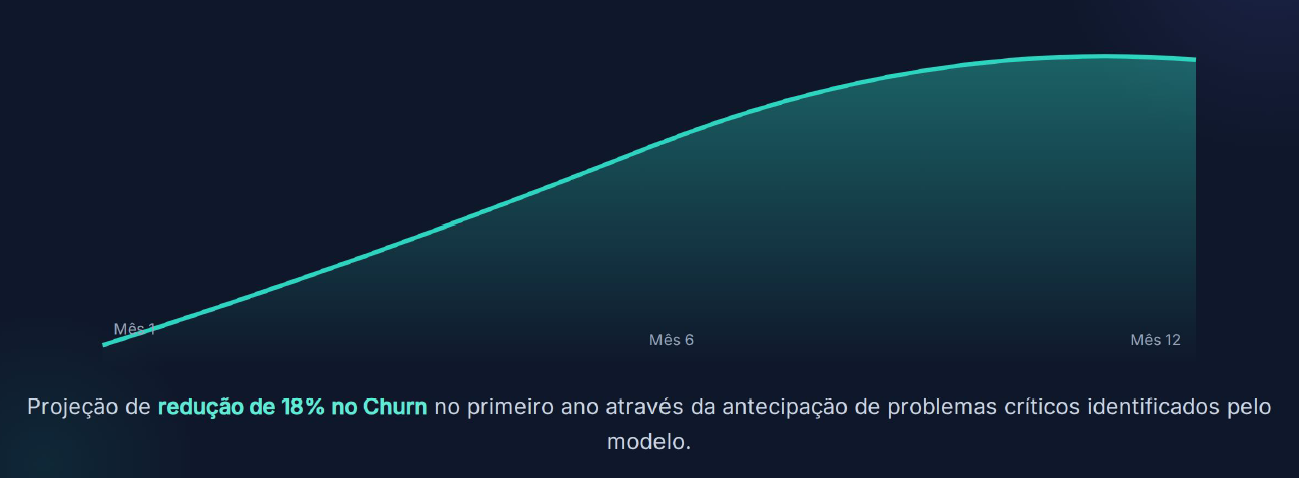 Mês 1
Mês 6
Mês 12
Projeção de redução de 18% no Churn no primeiro ano através da antecipação de problemas críticos identificados pelo
modelo.